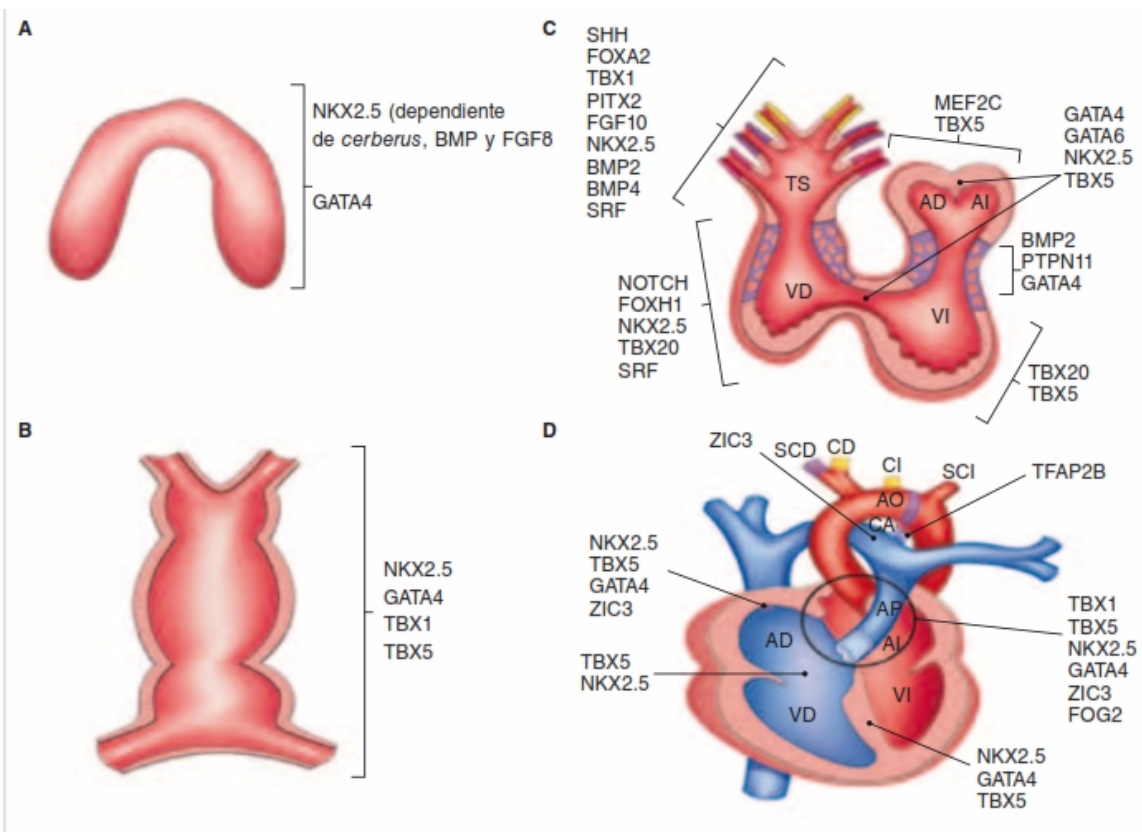 A
NKX2.5 (dependiente
de cerberus, BMP y FGF8
GATA4
B
NKX2.5
GATA4
TBX1
TBX5
C
SHH
FOXA2
TBX1
PITX2
FGF10
NKX2.5
BMP2
BMP4
SRF
MEF2C
TBX5
GATA4
GATA6
NKX2.5
TBX5
TS
AD
AI
BMP2
PTPN11
GATA4
NOTCH
FOXH1
NKX2.5
TBX20
SRF
VD
VI
TBX20
TBX5
D
ZIC3
SCD
CD
CI
SCI
TFAP2B
AO
CA
NKX2.5
TBX5
GATA4
ZIC3
AP
AD
AI
TBX1
TBX5
NKX2.5
GATA4
ZIC3
FOG2
TBX5
NKX2.5
VI
VD
NKX2.5
GATA4
TBX5